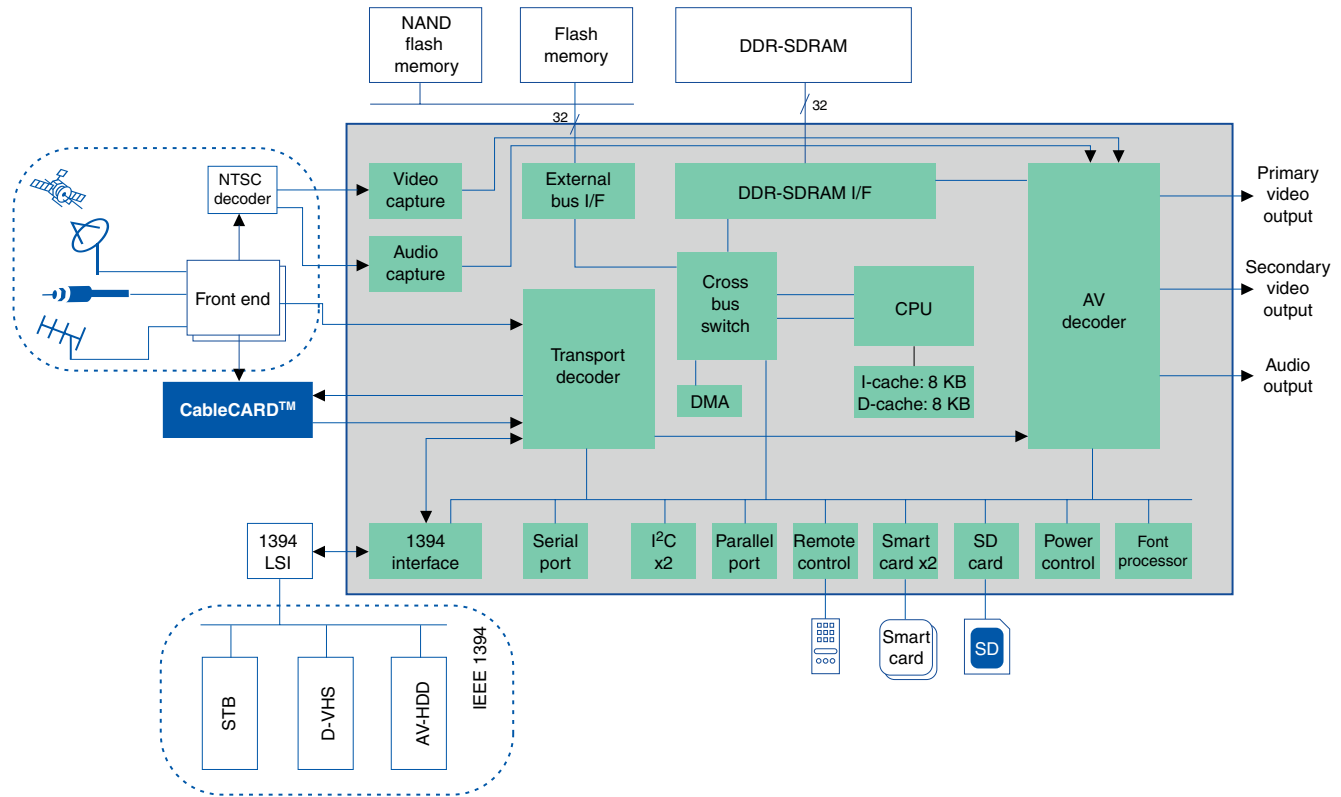 NAND
flash
memory
Flash
memory
DDR-SDRAM
32
32
NTSC
decoder
Video
capture
External
bus I/F
DDR-SDRAM I/F
Primary
video
output
Audio
capture
Front end
Cross
bus
switch
CPU
AV
decoder
Secondary
video
output
Transport
decoder
DMA
I-cache: 8 KB
D-cache: 8 KB
Audio
output
CableCARD™
1394
LSI
1394
interface
Serial
port
I²C
x2
Parallel
port
Remote
control
Smart
card x2
SD
card
Power
control
Font
processor
Smart
card
SD
STB
D-VHS
AV-HDD
IEEE 1394